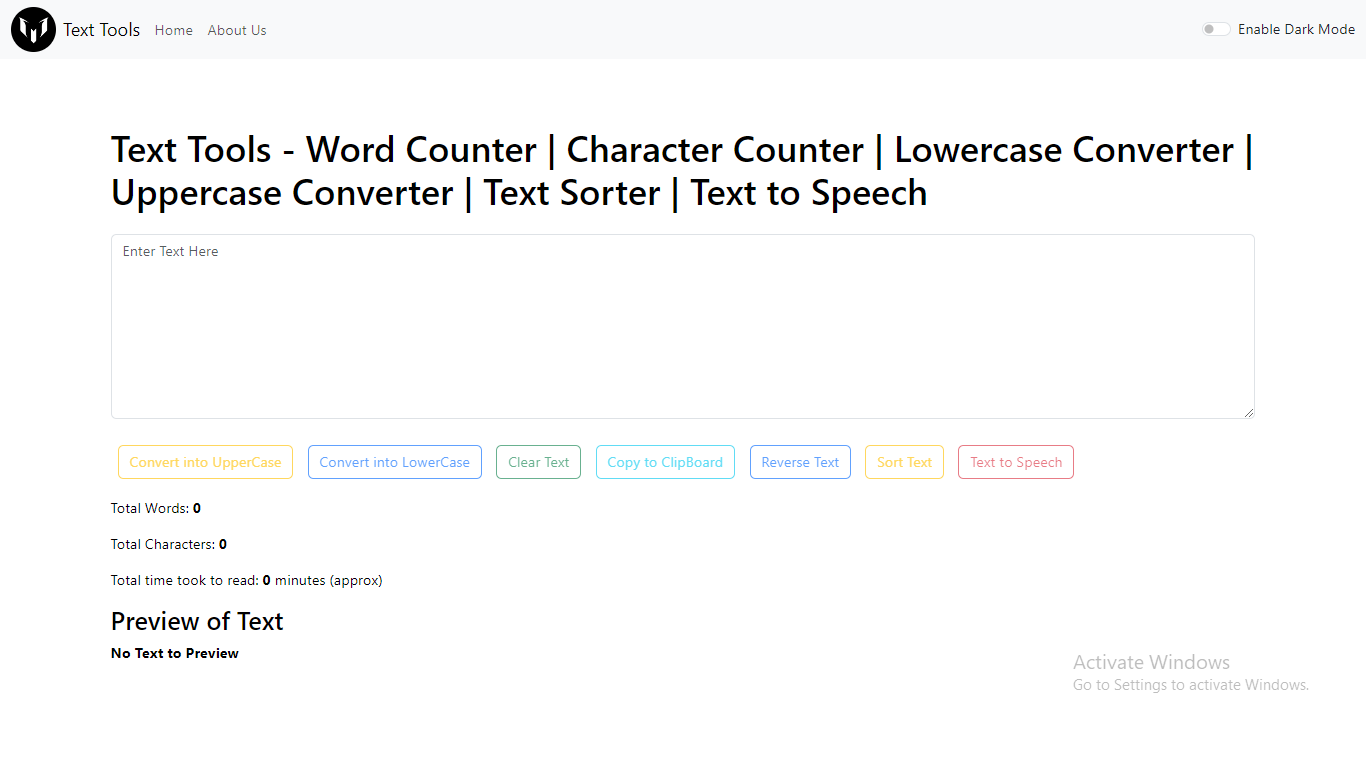 Text Tools Home About Us Enable Dark Mode
Text Tools - Word Counter | Character Counter | Lowercase Converter |
Uppercase Converter | Text Sorter | Text to Speech
Enter Text Here
Convert into UpperCase Convert into LowerCase Clear Text Copy to ClipBoard Reverse Text Sort Text Text to Speech
Total Words: 0
Total Characters: 0
Total time took to read: 0 minutes (approx)
Preview of Text
No Text to Preview
Activate Windows
Go to Settings to activate Windows.